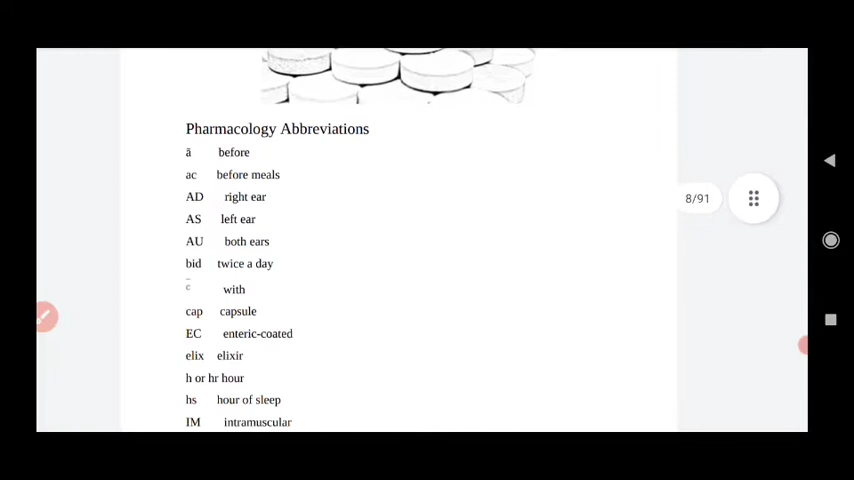 Pharmacology Abbreviations
ā before
ac before meals
AD right ear
AS left ear
AU both ears
bid twice a day
c̄ with
cap capsule
EC enteric-coated
elix elixir
h or hr hour
hs hour of sleep
IM intramuscular
8/91